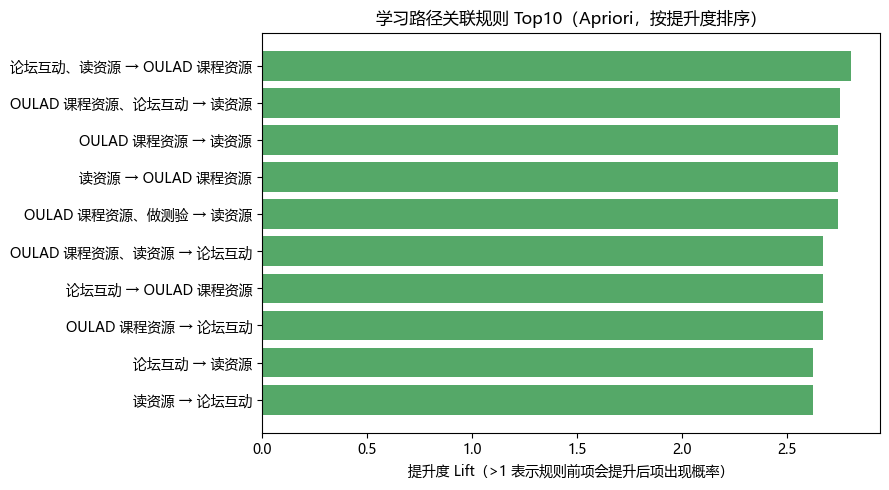 学习路径关联规则 Top10（Apriori，按提升度排序）
论坛互动、读资源 → OULAD 课程资源
OULAD 课程资源、论坛互动 → 读资源
OULAD 课程资源 → 读资源
读资源 → OULAD 课程资源
OULAD 课程资源、做测验 → 读资源
OULAD 课程资源、读资源 → 论坛互动
论坛互动 → OULAD 课程资源
OULAD 课程资源 → 论坛互动
论坛互动 → 读资源
读资源 → 论坛互动
0.0 0.5 1.0 1.5 2.0 2.5
提升度 Lift（>1 表示规则前项会提升后项出现概率）